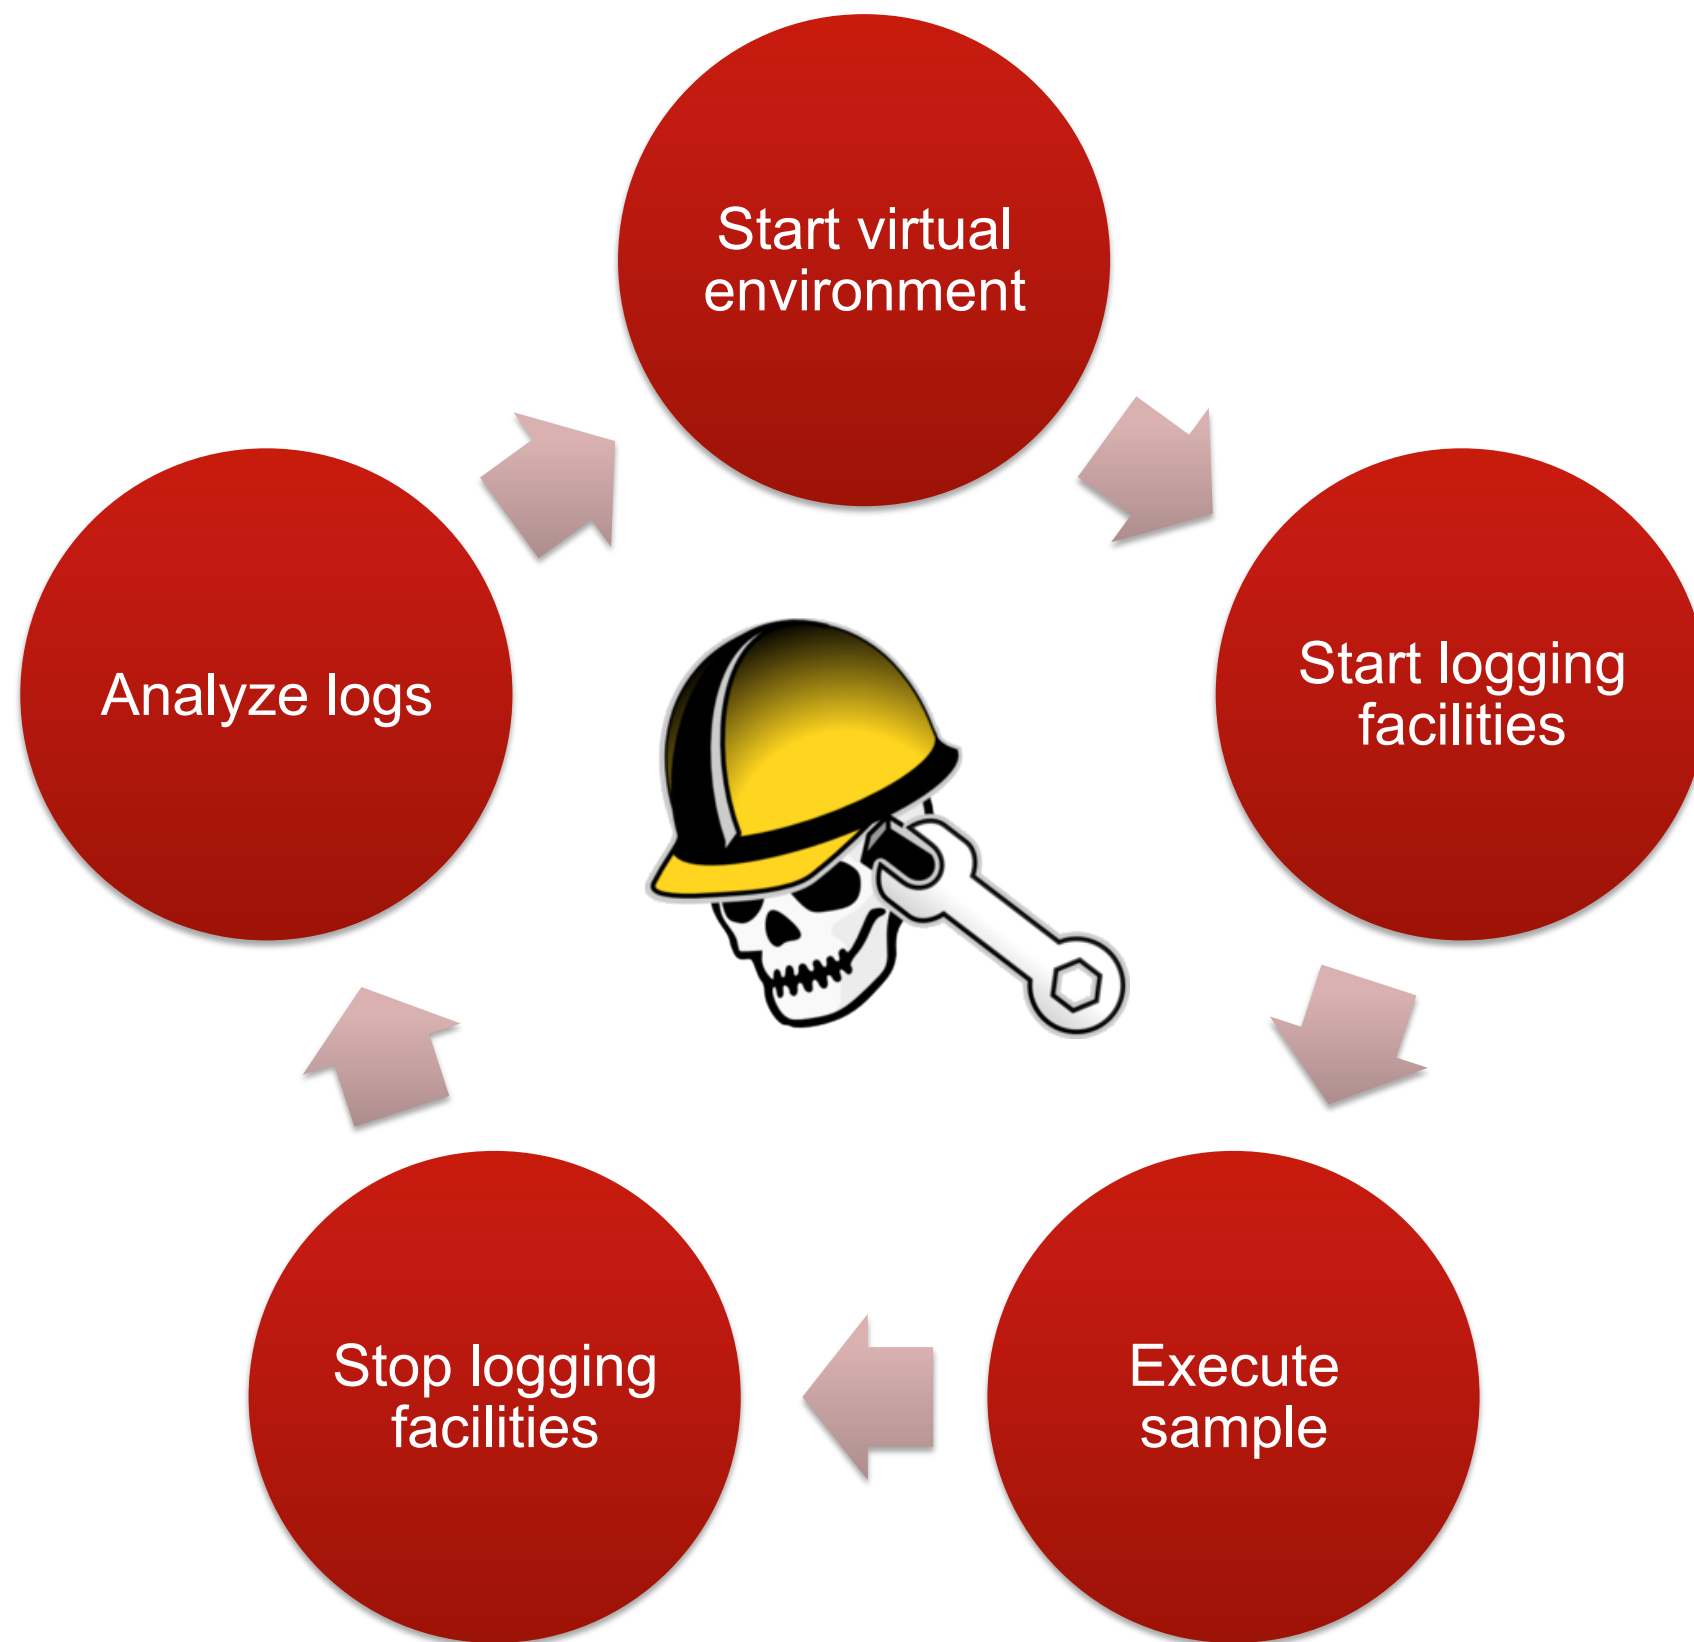 Start virtual
environment
Start logging
facilities
Execute
sample
Stop logging
facilities
Analyze logs